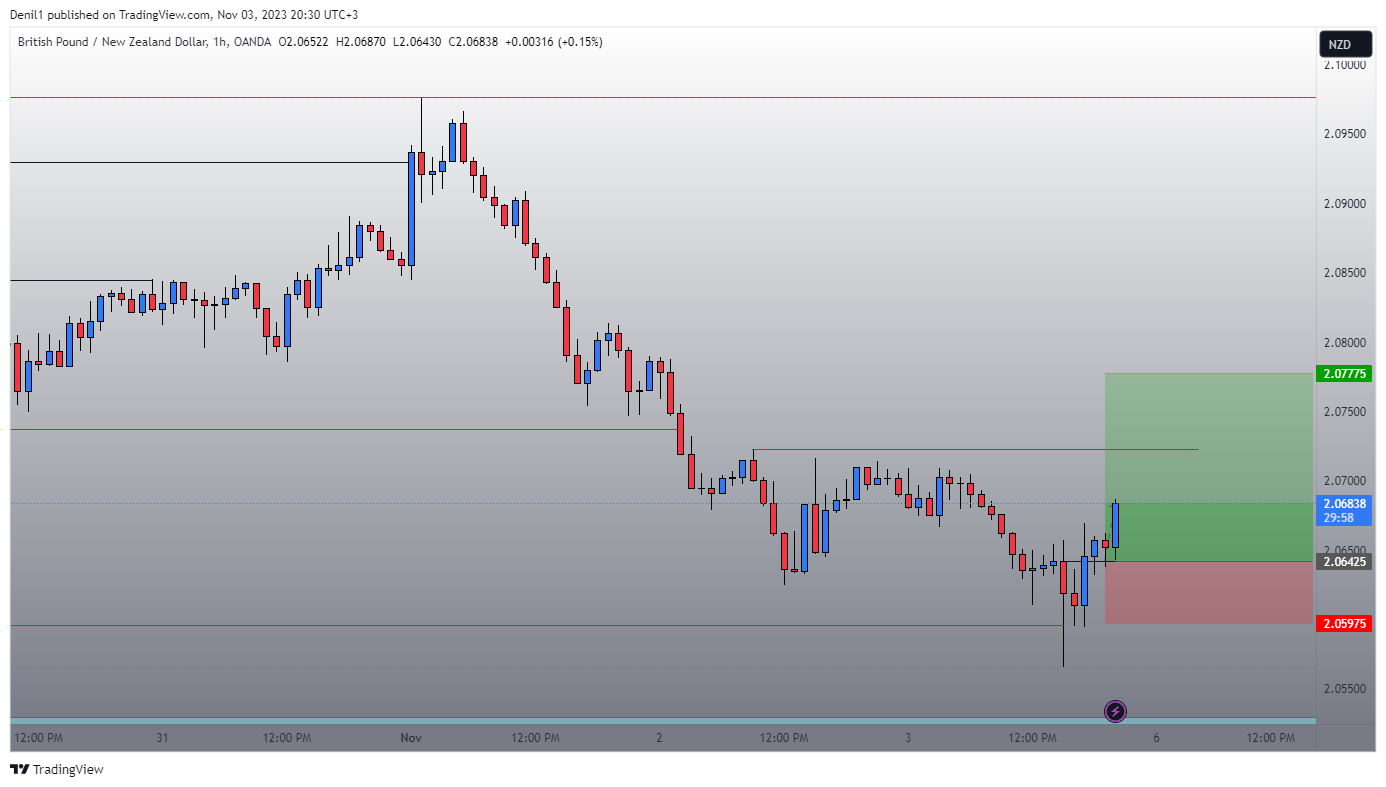 Denil1 published on TradingView.com, Nov 03, 2023 20:30 UTC+3
British Pound / New Zealand Dollar, 1h, OANDA O2.06522 H2.06870 L2.06430 C2.06838 +0.00316 (+0.15%)
NZD
2.10000
2.09500
2.09000
2.08500
2.08000
2.07775
2.07500
2.07000
2.06838
29:58
2.06500
2.06425
2.05975
2.05500
12:00 PM 31 12:00 PM Nov 12:00 PM 2 12:00 PM 3 12:00 PM 6 12:00 PM
TradingView